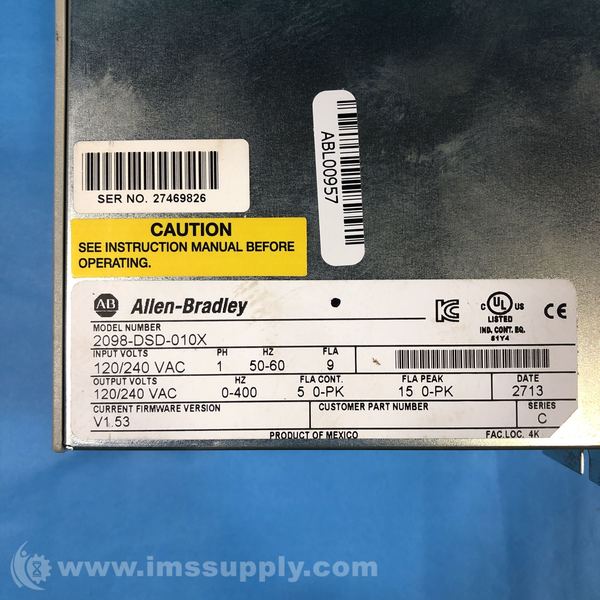 ABL00957
SER NO. 27469826
CAUTION
SEE INSTRUCTION MANUAL BEFORE
OPERATING.
AB Allen-Bradley
C UL US
LISTED
IND. CONT. EQ.
51Y4
CE
MODEL NUMBER
2098-DSD-010X
INPUT VOLTS PH HZ FLA
120/240 VAC 1 50-60 9
OUTPUT VOLTS HZ FLA CONT. FLA PEAK DATE
120/240 VAC 0-400 5 0-PK 15 0-PK 2713
CURRENT FIRMWARE VERSION CUSTOMER PART NUMBER SERIES
V1.53 C
PRODUCT OF MEXICO FAC.LOC. 4K
www.imssupply.com